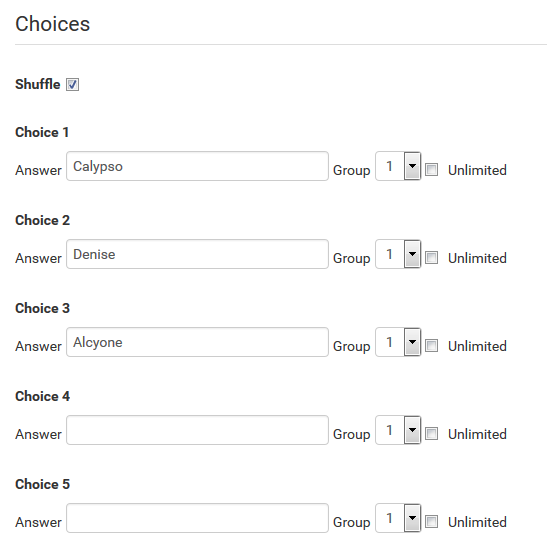 Choices
Shuffle
Choice 1
Answer Calypso Group 1 Unlimited
Choice 2
Answer Denise Group 1 Unlimited
Choice 3
Answer Alcyone Group 1 Unlimited
Choice 4
Answer Group 1 Unlimited
Choice 5
Answer Group 1 Unlimited